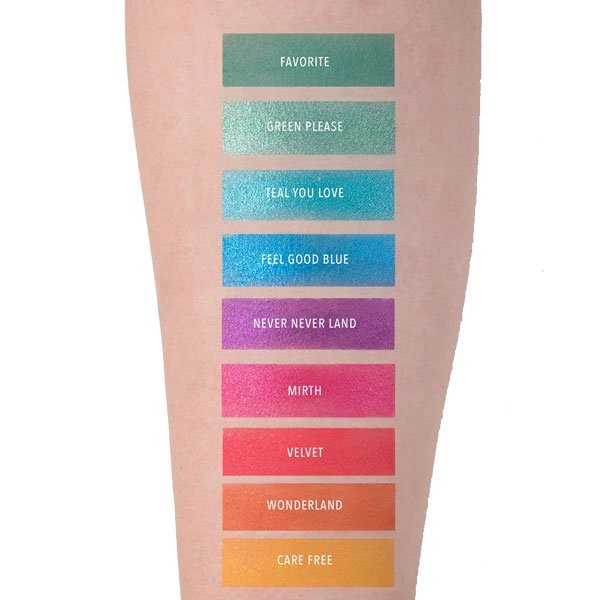 FAVORITE
GREEN PLEASE
TEAL YOU LOVE
FEEL GOOD BLUE
NEVER NEVER LAND
MIRTH
VELVET
WONDERLAND
CARE FREE